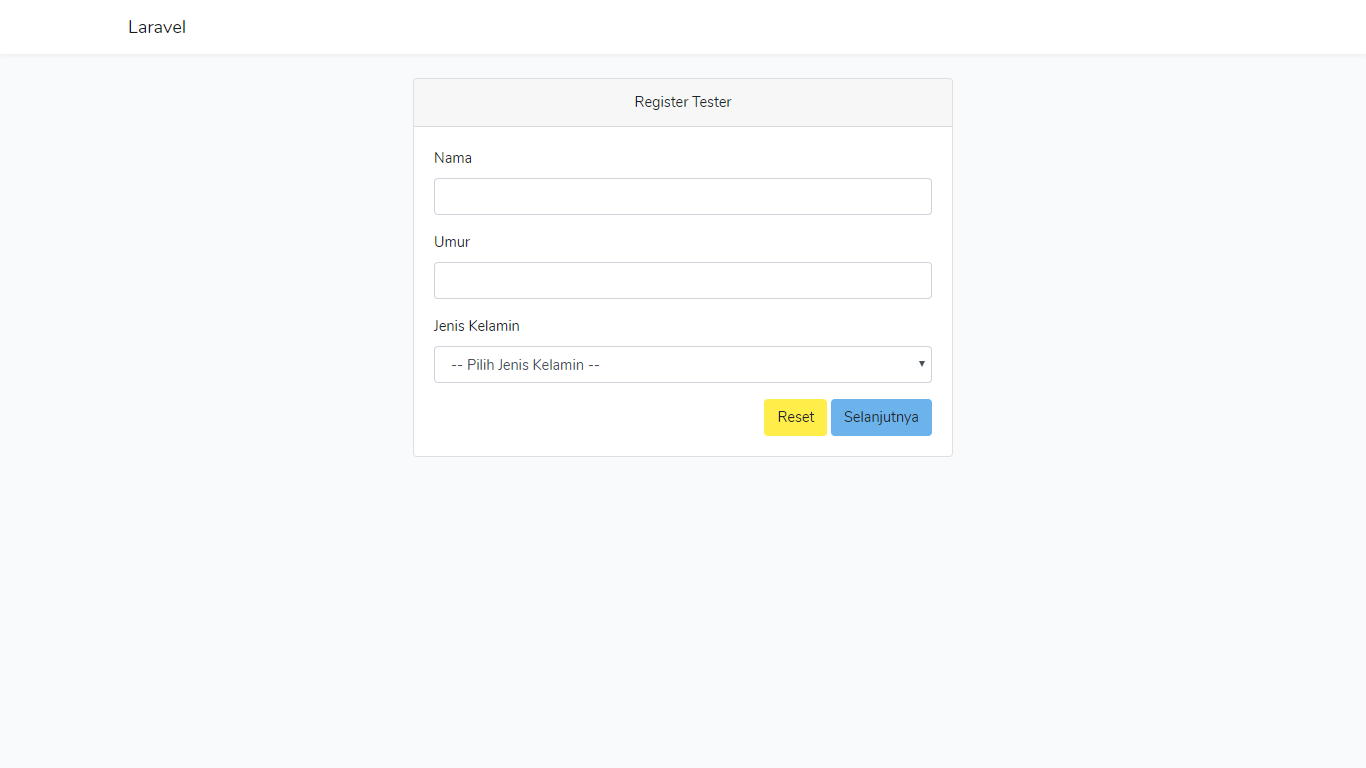 Laravel
Register Tester
Nama
Umur
Jenis Kelamin
-- Pilih Jenis Kelamin --
Reset Selanjutnya